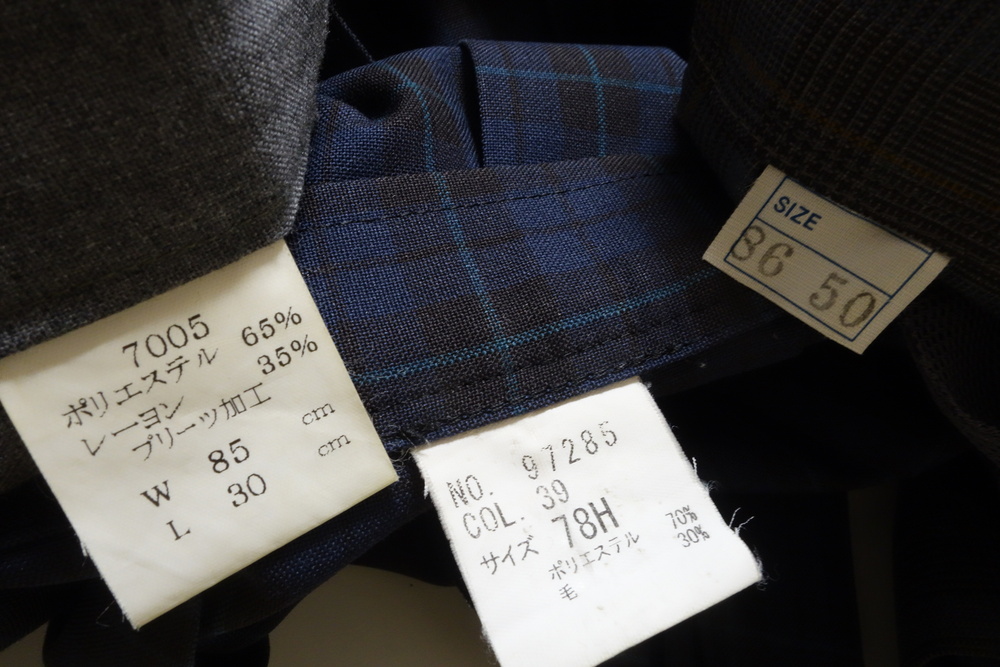 7005
ポリエステル 65%
レーヨン 35%
プリーツ加工
W 85 cm
L 30 cm
NO. 97285
COL. 39
サイズ 78H
ポリエステル 70%
毛 30%
SIZE
86 50